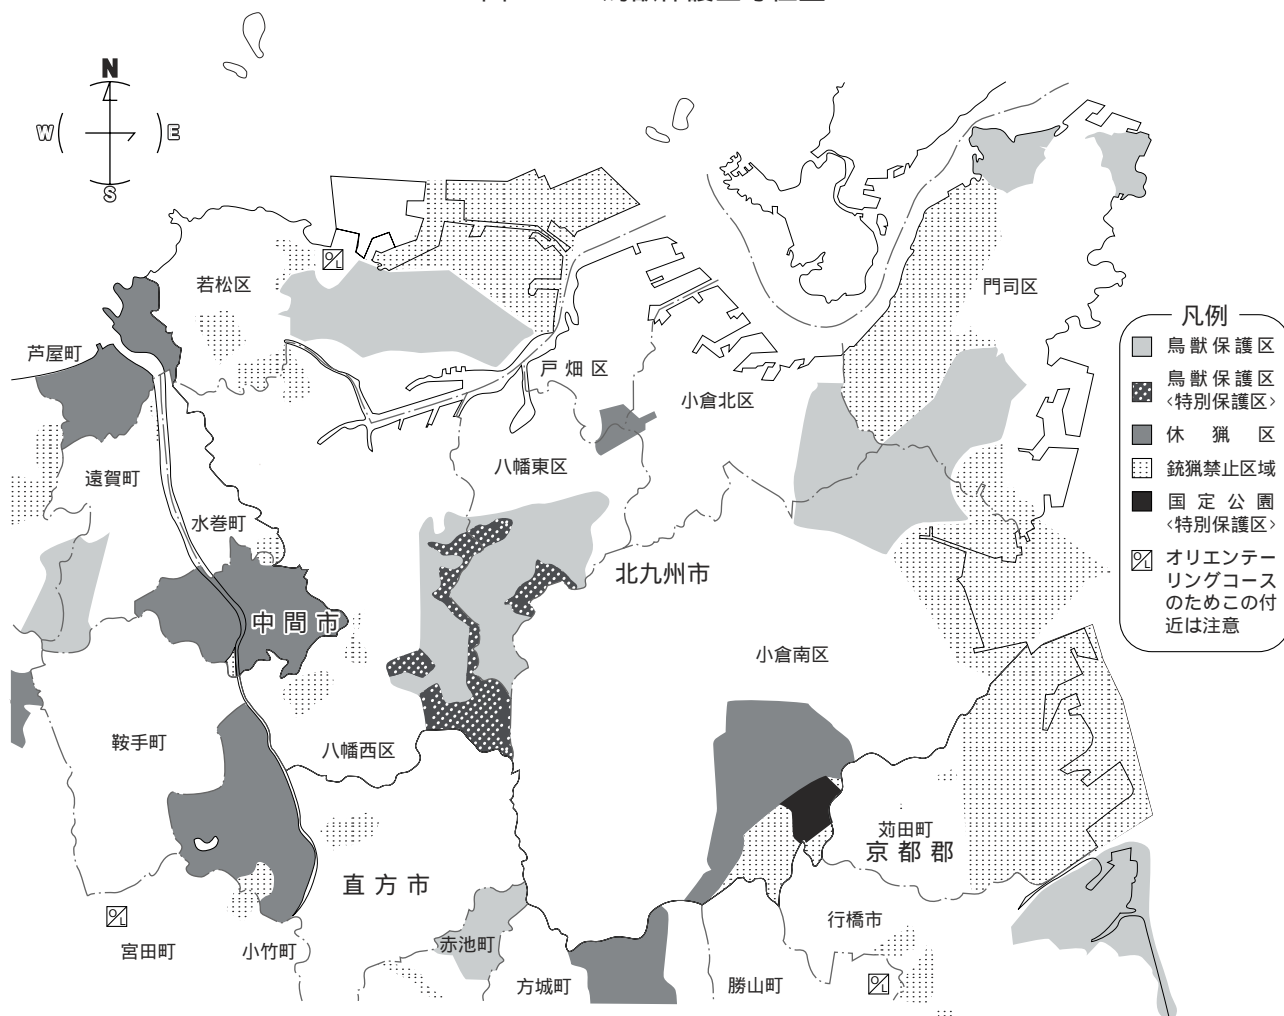 N
W
E
S
若松区
門司区
芦屋町
戸畑区
小倉北区
八幡東区
遠賀町
水巻町
北九州市
中間市
小倉南区
鞍手町
八幡西区
苅田町
京都郡
直方市
行橋市
赤池町
宮田町
小竹町
方城町
勝山町
凡例
鳥獣保護区
鳥獣保護区
<特別保護区>
休猟区
銃猟禁止区域
国定公園
<特別保護区>
O/L
オリエンテー
リングコース
のためこの付
近は注意
O/L
O/L
O/L